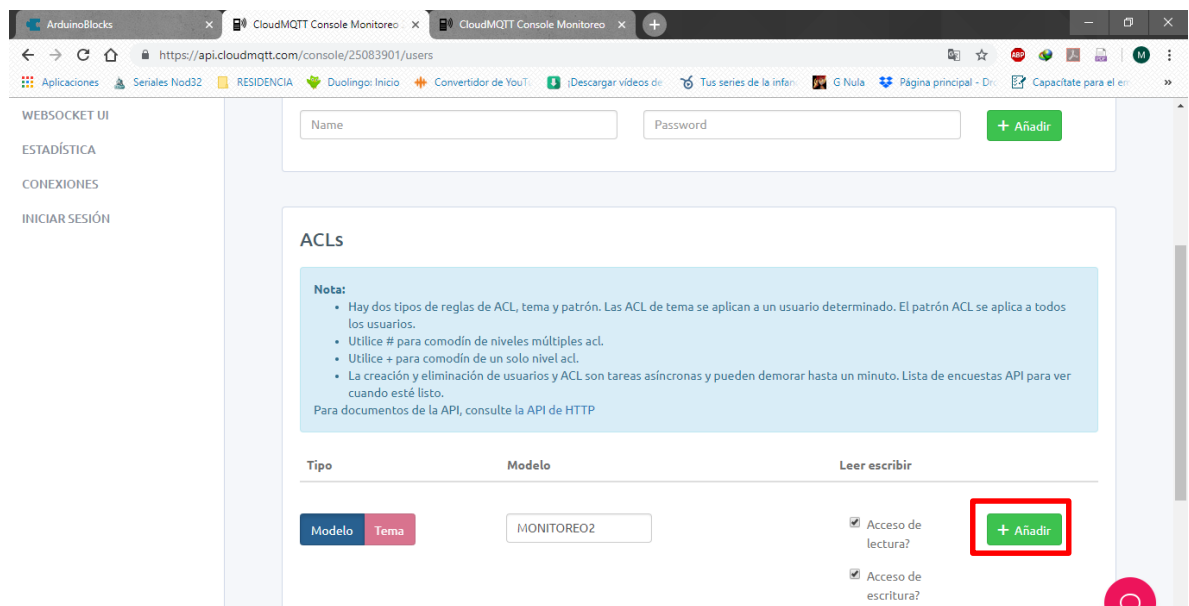 ArduinoBlocks
CloudMQTT Console Monitoreo
CloudMQTT Console Monitoreo
https://api.cloudmqtt.com/console/25083901/users
Aplicaciones Seriales Nod32 RESIDENCIA Duolingo: Inicio Convertidor de YouTu ¡Descargar vídeos de Tus series de la infan G Nula Página principal - Dro Capacítate para el em »
WEBSOCKET UI
ESTADÍSTICA
CONEXIONES
INICIAR SESIÓN
Name Password + Añadir
ACLs
Nota:
• Hay dos tipos de reglas de ACL, tema y patrón. Las ACL de tema se aplican a un usuario determinado. El patrón ACL se aplica a todos
los usuarios.
• Utilice # para comodín de niveles múltiples acl.
• Utilice + para comodín de un solo nivel acl.
• La creación y eliminación de usuarios y ACL son tareas asíncronas y pueden demorar hasta un minuto. Lista de encuestas API para ver
cuando esté listo.
Para documentos de la API, consulte la API de HTTP
Tipo Modelo Leer escribir
Modelo Tema MONITOREO2 Acceso de
lectura?
+ Añadir
Acceso de
escritura?